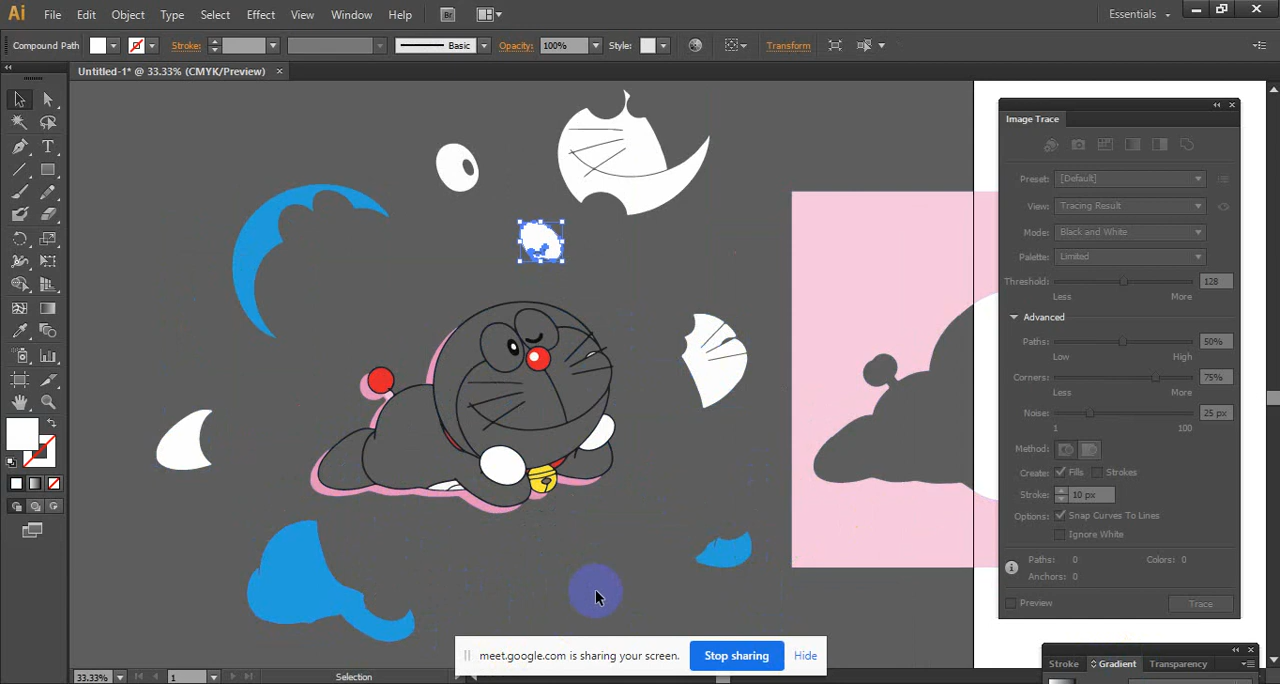 Ai File Edit Object Type Select Effect View Window Help Br Essentials
Compound Path Stroke: Basic Opacity: 100% Style: Transform
Untitled-1* @ 33.33% (CMYK/Preview) ×
Image Trace
Preset: [Default]
View: Tracing Result
Mode: Black and White
Palette: Limited
Threshold: 128
Less More
Advanced
Paths: 50%
Low High
Corners: 75%
Less More
Noise: 25 px
1 100
Method:
Create: Fills Strokes
Stroke: 10 px
Options: Snap Curves To Lines
Ignore White
Paths: 0 Colors: 0
Anchors: 0
Preview Trace
meet.google.com is sharing your screen. Stop sharing Hide
Stroke Gradient Transparency
33.33% 1 Selection